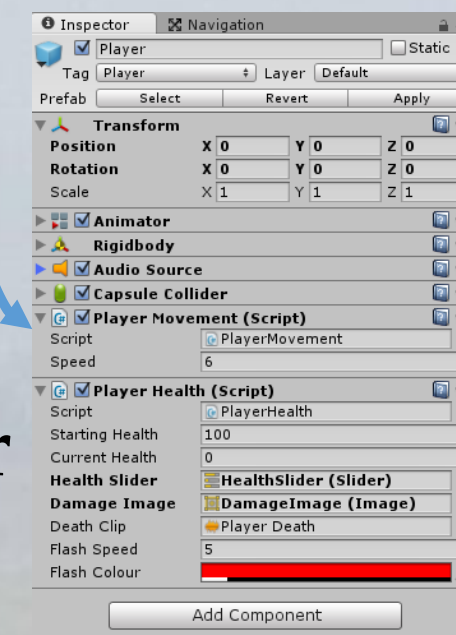 Inspector Navigation
Player Static
Tag Player Layer Default
Prefab Select Revert Apply
Transform
Position X 0 Y 0 Z 0
Rotation X 0 Y 0 Z 0
Scale X 1 Y 1 Z 1
Animator
Rigidbody
Audio Source
Capsule Collider
Player Movement (Script)
Script PlayerMovement
Speed 6
Player Health (Script)
Script PlayerHealth
Starting Health 100
Current Health 0
Health Slider HealthSlider (Slider)
Damage Image DamageImage (Image)
Death Clip Player Death
Flash Speed 5
Flash Colour
Add Component